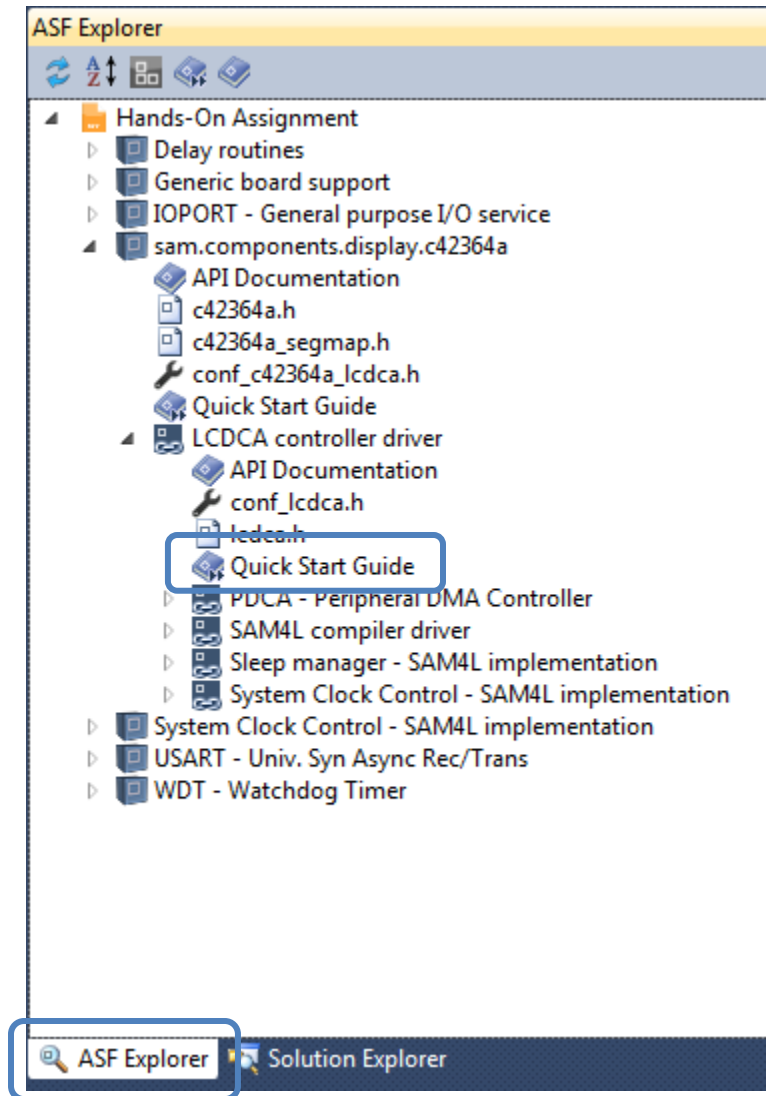 ASF Explorer
Hands-On Assignment
Delay routines
Generic board support
IOPORT - General purpose I/O service
sam.components.display.c42364a
API Documentation
c42364a.h
c42364a_segmap.h
conf_c42364a_lcdca.h
Quick Start Guide
LCDCA controller driver
API Documentation
conf_lcdca.h
lcdca.h
Quick Start Guide
PDCA - Peripheral DMA Controller
SAM4L compiler driver
Sleep manager - SAM4L implementation
System Clock Control - SAM4L implementation
System Clock Control - SAM4L implementation
USART - Univ. Syn Async Rec/Trans
WDT - Watchdog Timer
ASF Explorer Solution Explorer